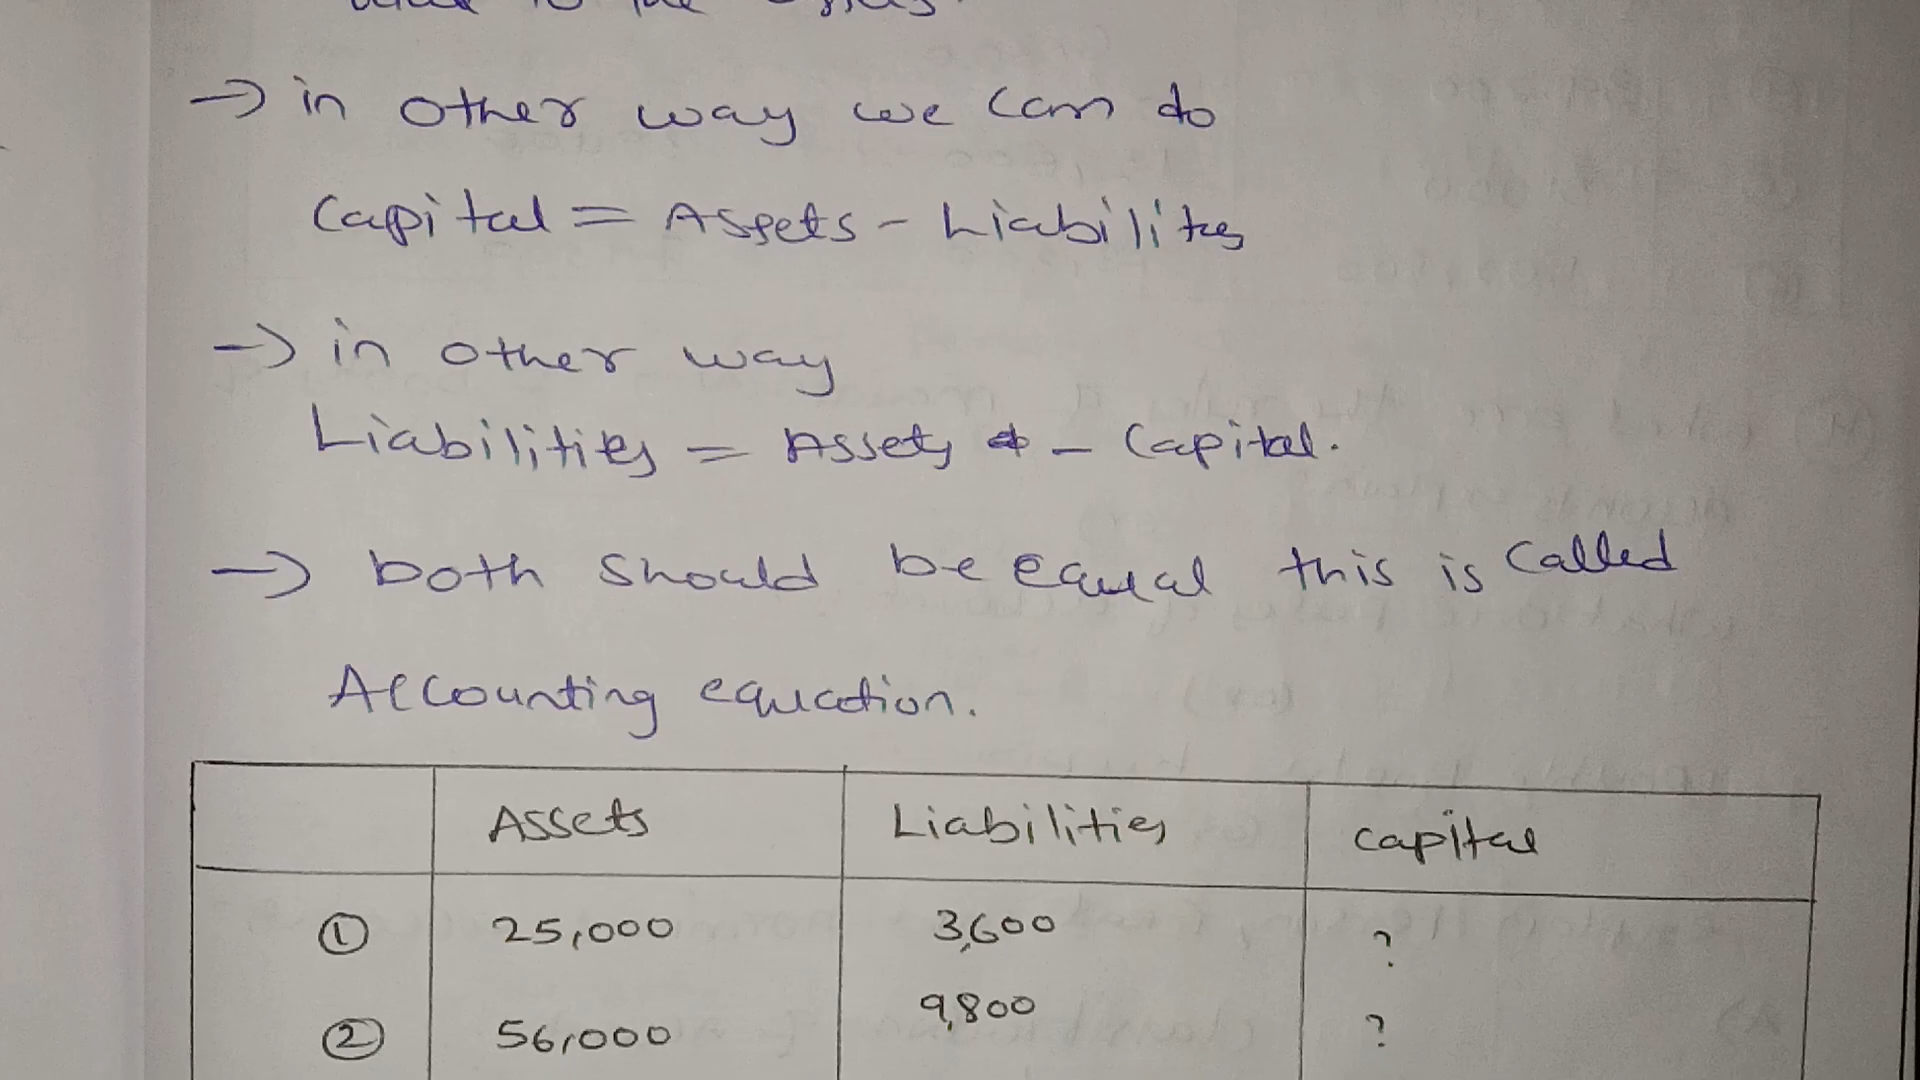 → in other way we can do
Capital = Assets - Liabilites
→ in other way
Liabilities = Assets - Capital.
→ both should be equal this is called
Accounting equation.
Assets Liabilities capital
① 25,000 3,600 ?
② 56,000 9,800 ?